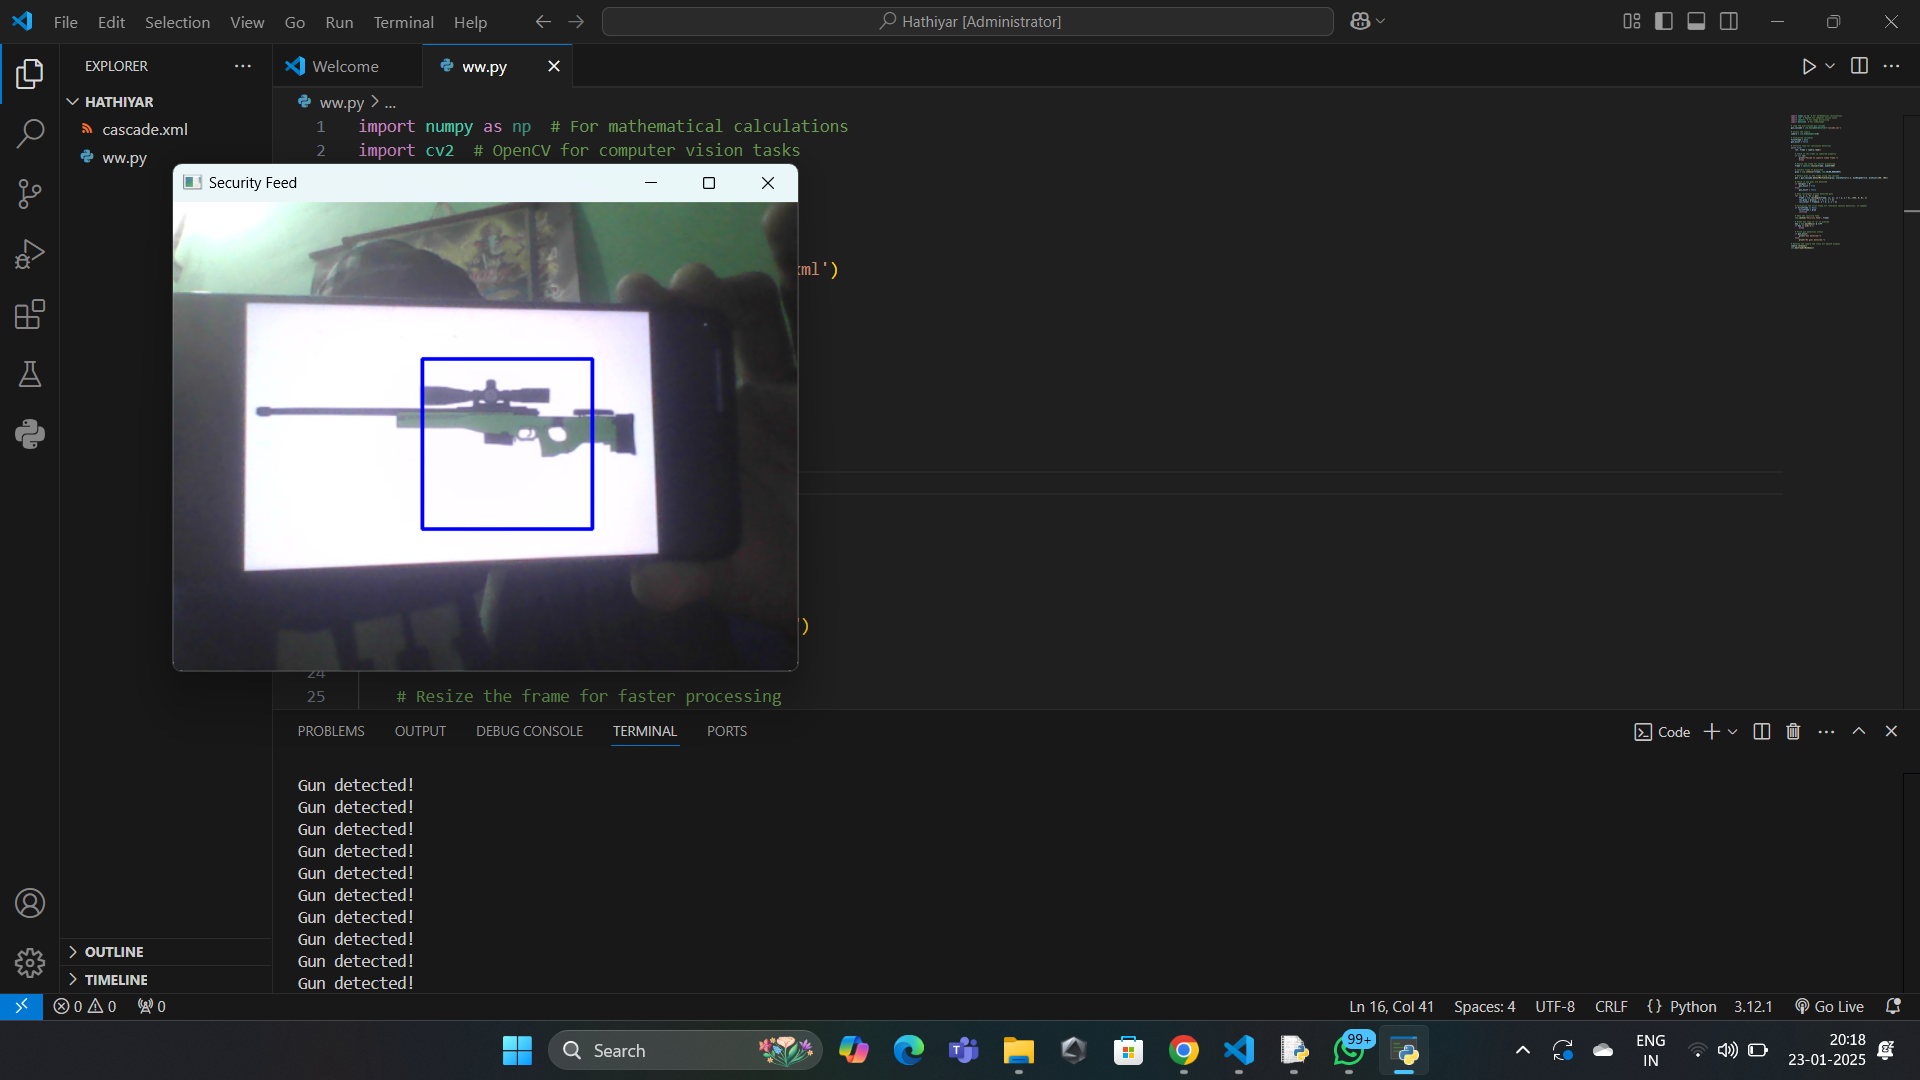 File Edit Selection View Go Run Terminal Help
Hathiyar [Administrator]
EXPLORER
HATHIYAR
cascade.xml
ww.py
Welcome
ww.py
ww.py > ...
1 import numpy as np # For mathematical calculations
2 import cv2 # OpenCV for computer vision tasks
Security Feed
xml')
')
24
25 # Resize the frame for faster processing
PROBLEMS OUTPUT DEBUG CONSOLE TERMINAL PORTS
Code
Gun detected!
Gun detected!
Gun detected!
Gun detected!
Gun detected!
Gun detected!
Gun detected!
Gun detected!
Gun detected!
Gun detected!
OUTLINE
TIMELINE
0 0 0
Ln 16, Col 41 Spaces: 4 UTF-8 CRLF {} Python 3.12.1 Go Live
Search
99+
ENG
IN
20:18
23-01-2025